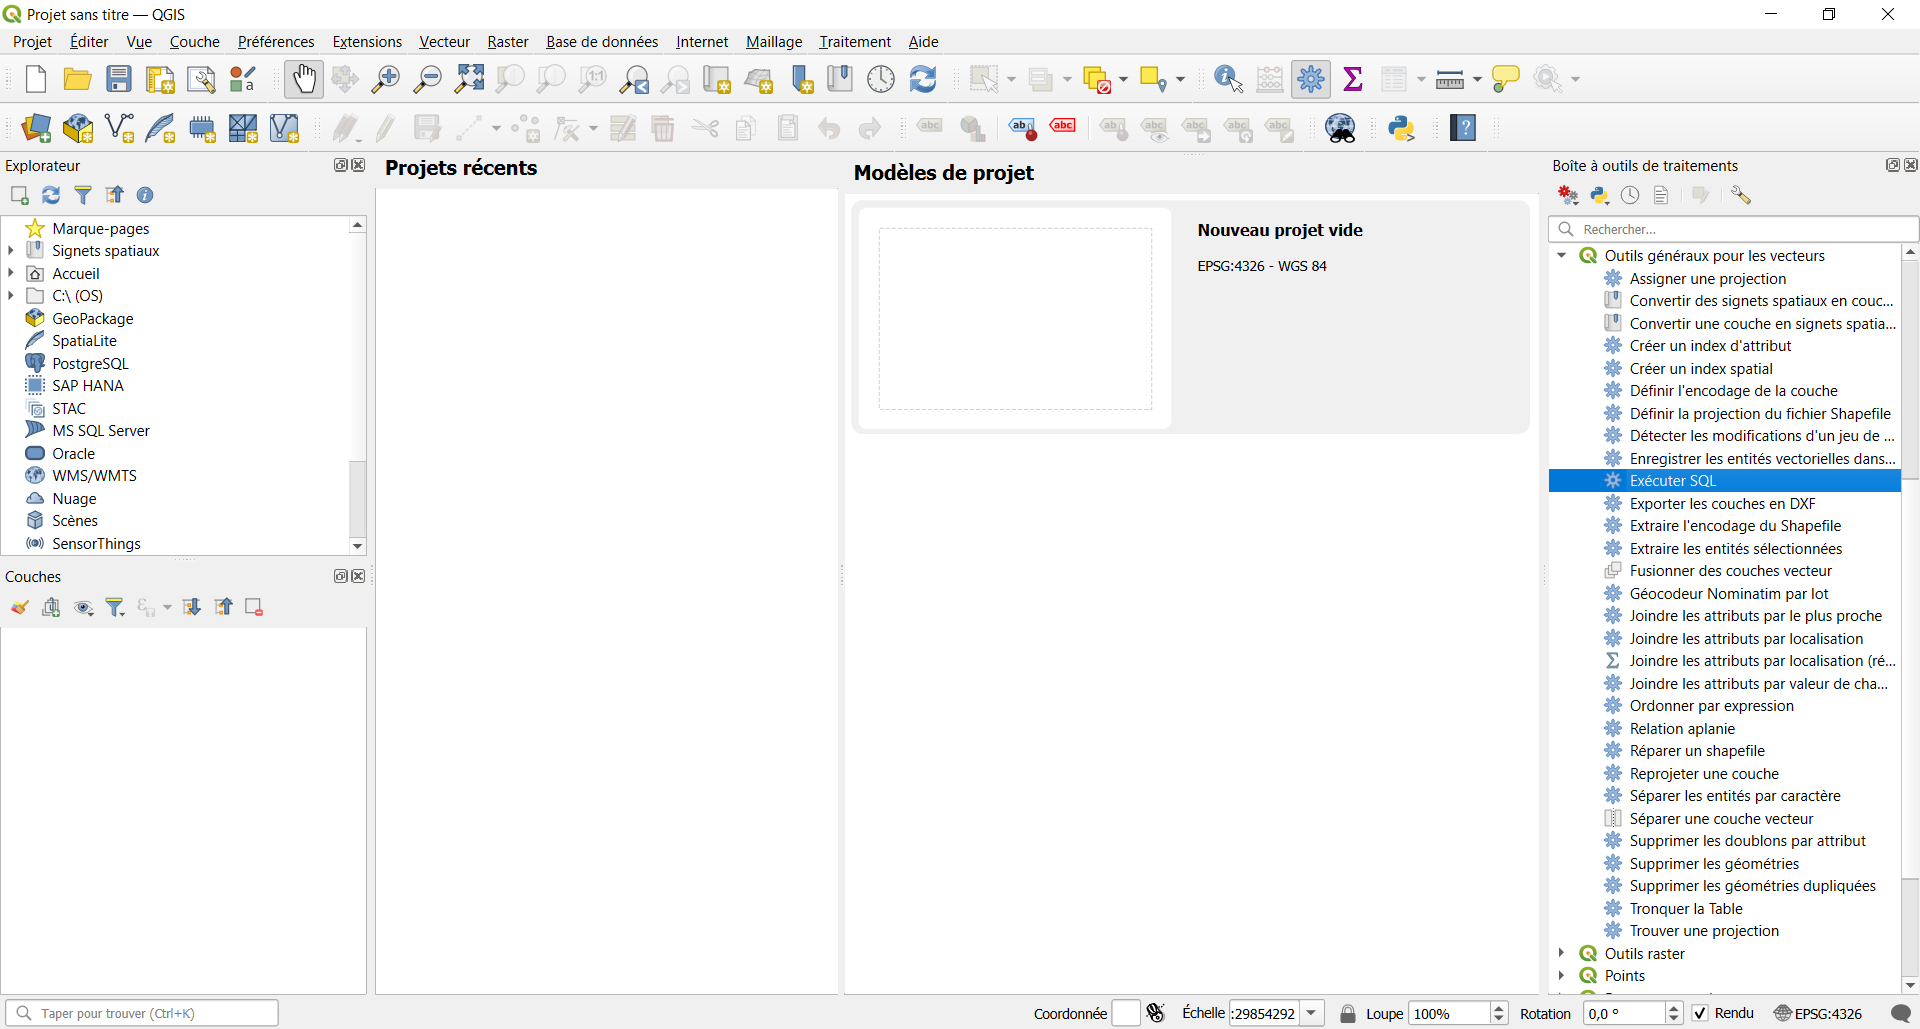 Projet sans titre — QGIS
Projet Éditer Vue Couche Préférences Extensions Vecteur Raster Base de données Internet Maillage Traitement Aide
Explorateur
Marque-pages
Signets spatiaux
Accueil
C:\ (OS)
GeoPackage
SpatiaLite
PostgreSQL
SAP HANA
STAC
MS SQL Server
Oracle
WMS/WMTS
Nuage
Scènes
SensorThings
Couches
Projets récents
Modèles de projet
Nouveau projet vide
EPSG:4326 - WGS 84
Boîte à outils de traitements
Rechercher...
Outils généraux pour les vecteurs
Assigner une projection
Convertir des signets spatiaux en couc...
Convertir une couche en signets spatia...
Créer un index d'attribut
Créer un index spatial
Définir l'encodage de la couche
Définir la projection du fichier Shapefile
Détecter les modifications d'un jeu de ...
Enregistrer les entités vectorielles dans...
Exécuter SQL
Exporter les couches en DXF
Extraire l'encodage du Shapefile
Extraire les entités sélectionnées
Fusionner des couches vecteur
Géocodeur Nominatim par lot
Joindre les attributs par le plus proche
Joindre les attributs par localisation
Joindre les attributs par localisation (ré...
Joindre les attributs par valeur de cha...
Ordonner par expression
Relation aplanie
Réparer un shapefile
Reprojeter une couche
Séparer les entités par caractère
Séparer une couche vecteur
Supprimer les doublons par attribut
Supprimer les géométries
Supprimer les géométries dupliquées
Tronquer la Table
Trouver une projection
Outils raster
Points
Taper pour trouver (Ctrl+K)
Coordonnée Échelle :29854292 Loupe 100% Rotation 0,0 ° Rendu EPSG:4326